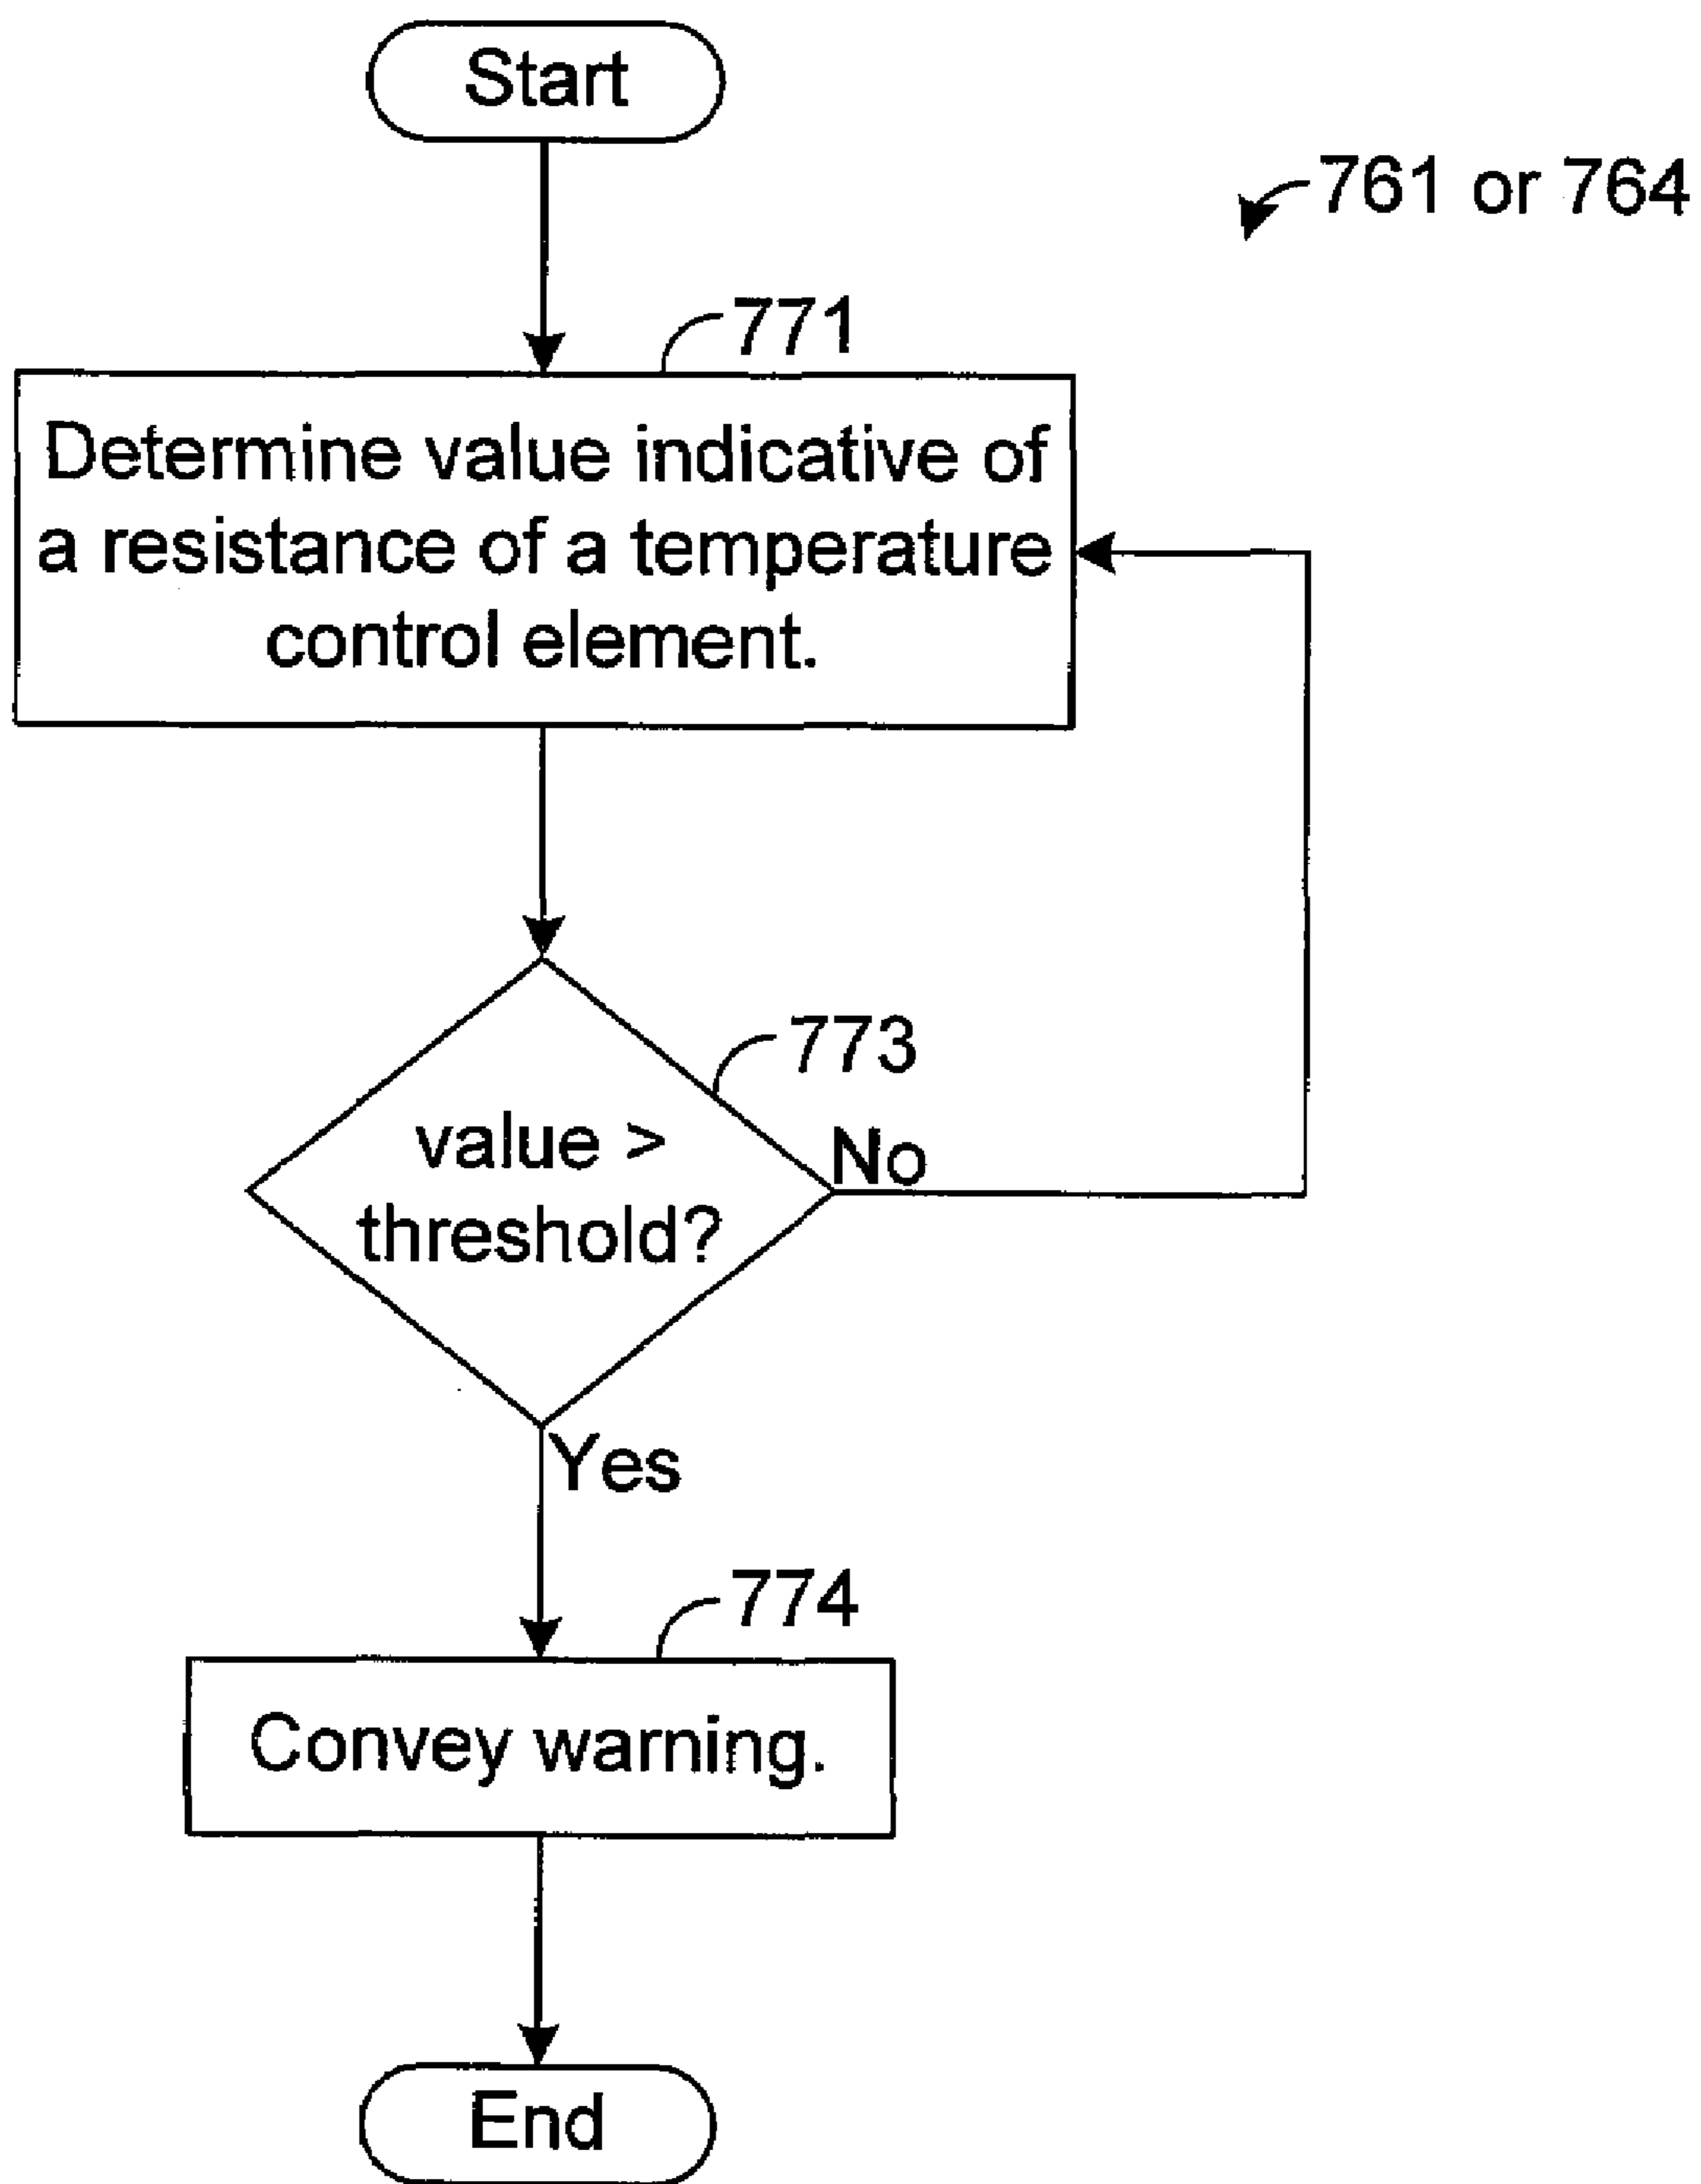 Start
761 or 764
771
Determine value indicative of
a resistance of a temperature
control element.
773
value >
threshold?
No
Yes
774
Convey warning.
End